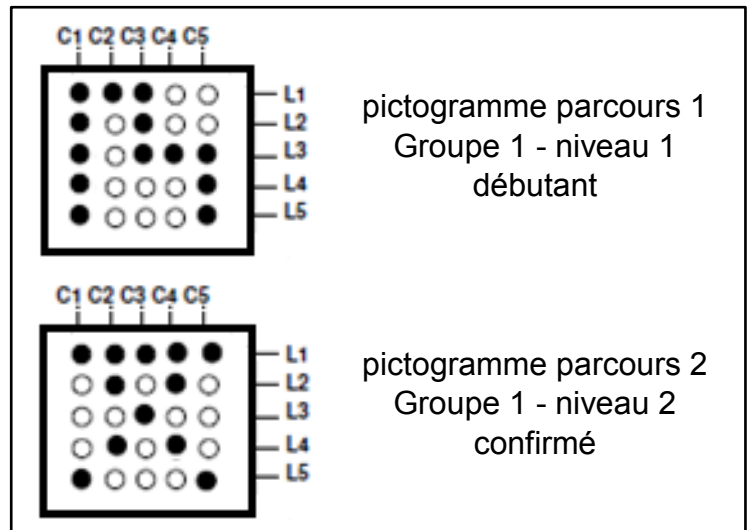 C1 C2 C3 C4 C5
L1
L2
L3
L4
L5
pictogramme parcours 1
Groupe 1 - niveau 1
débutant
C1 C2 C3 C4 C5
L1
L2
L3
L4
L5
pictogramme parcours 2
Groupe 1 - niveau 2
confirmé